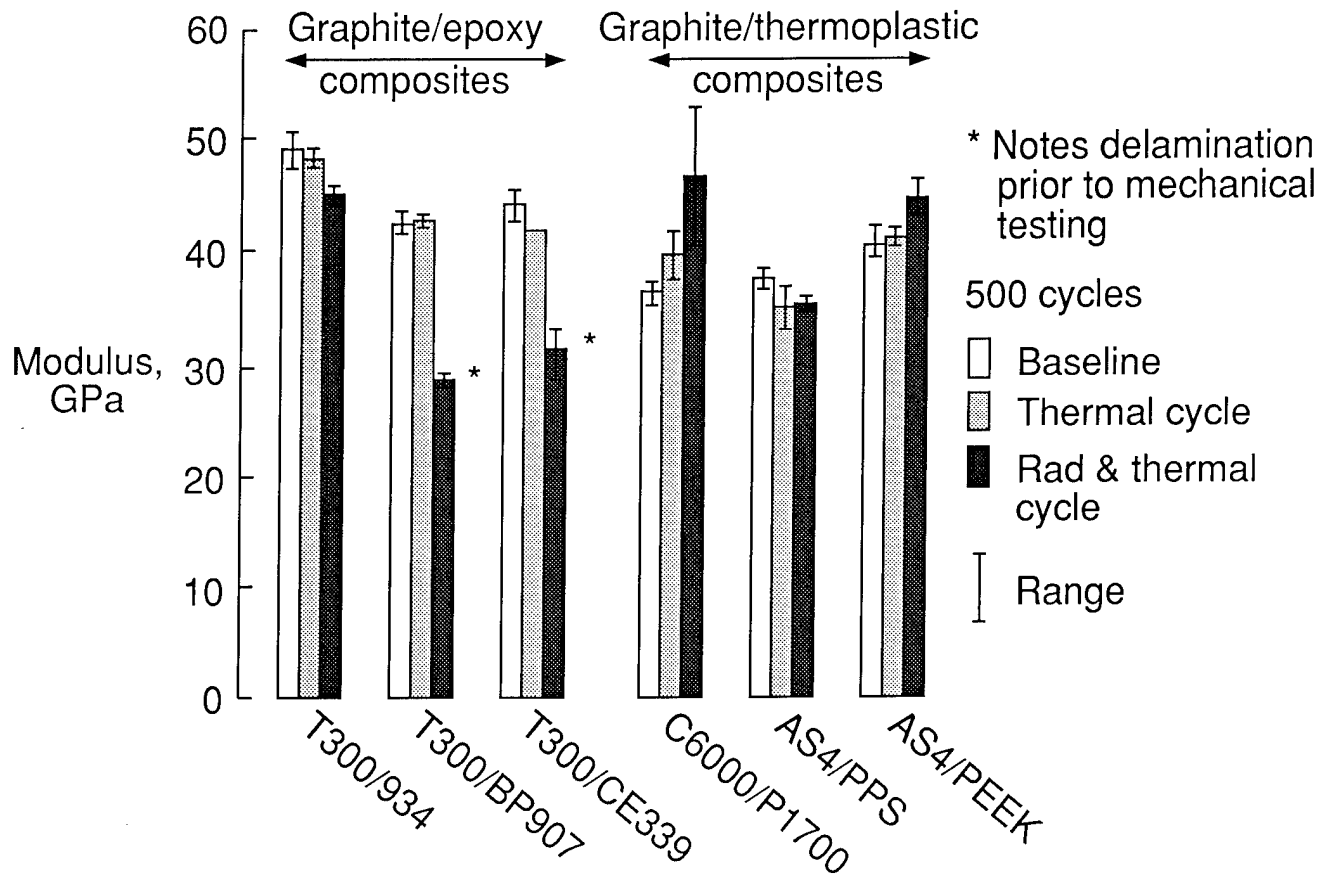 60
50
40
30
20
10
0
Modulus,
GPa
Graphite/epoxy
composites
Graphite/thermoplastic
composites
*
*
* Notes delamination
prior to mechanical
testing
500 cycles
Baseline
Thermal cycle
Rad & thermal
cycle
Range
T300/934
T300/BP907
T300/CE339
C6000/P1700
AS4/PPS
AS4/PEEK